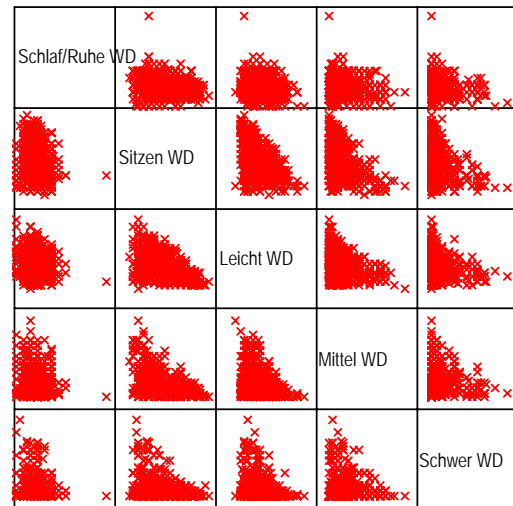 Schlaf/Ruhe WD
Sitzen WD
Leicht WD
Mittel WD
Schwer WD